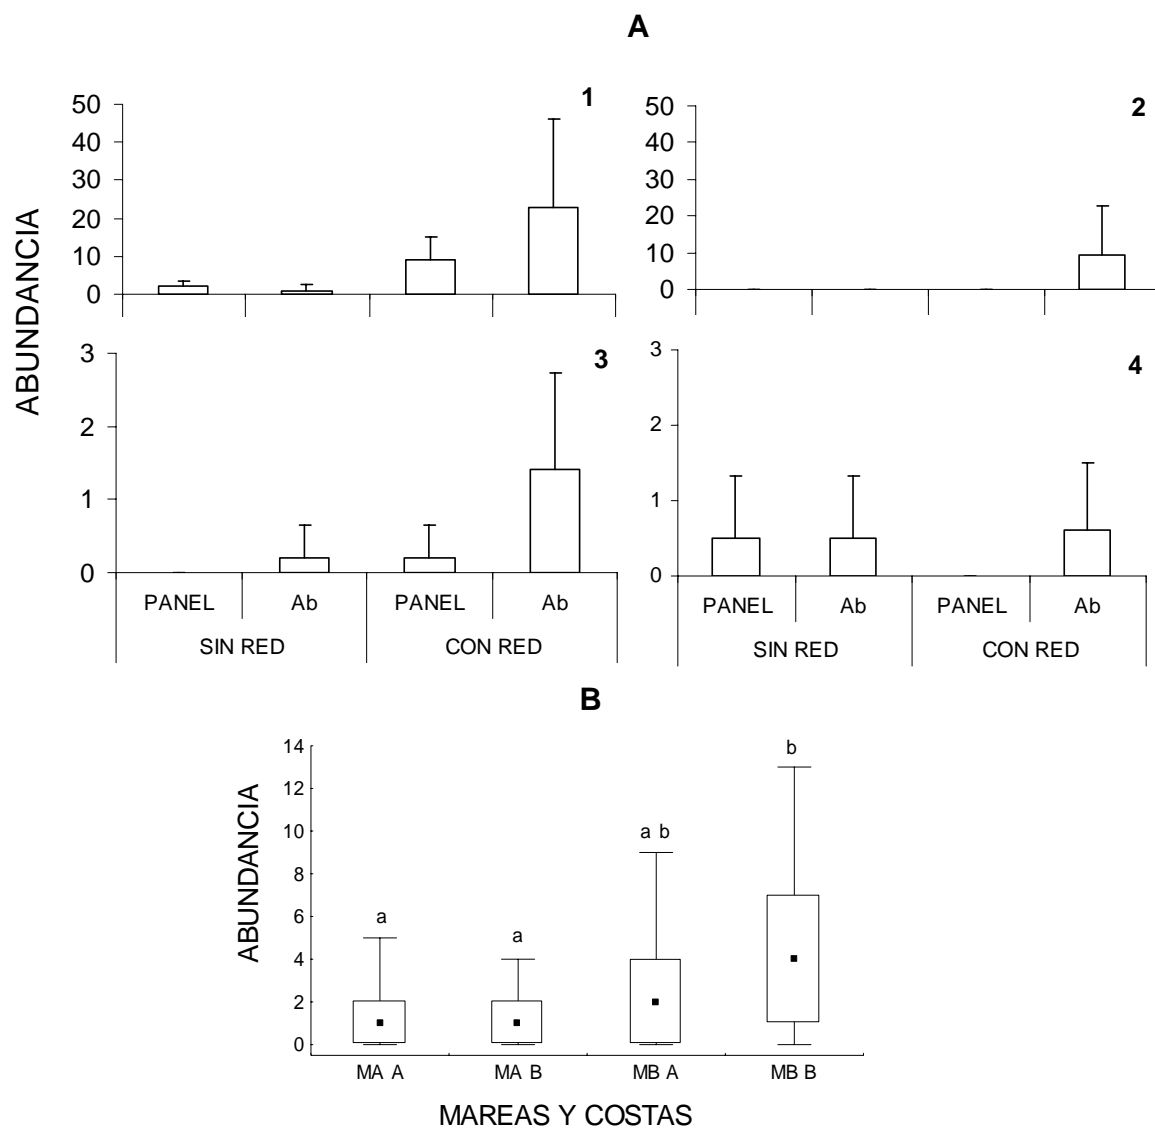 A
1
50
40
30
20
10
0
2
50
40
30
20
10
0
ABUNDANCIA
3
3
2
1
0
PANEL Ab PANEL Ab
SIN RED CON RED
4
3
2
1
0
PANEL Ab PANEL Ab
SIN RED CON RED
B
ABUNDANCIA
14
12
10
8
6
4
2
0
a a a b b
MA A MA B MB A MB B
MAREAS Y COSTAS